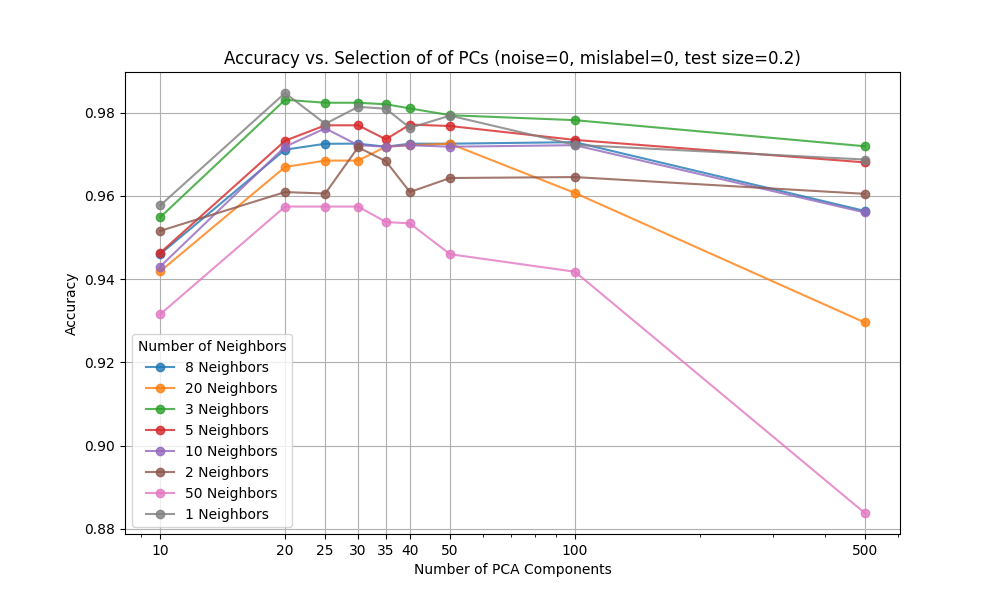 Accuracy vs. Selection of of PCs (noise=0, mislabel=0, test size=0.2)
0.98
0.96
0.94
0.92
0.90
0.88
Accuracy
Number of Neighbors
8 Neighbors
20 Neighbors
3 Neighbors
5 Neighbors
10 Neighbors
2 Neighbors
50 Neighbors
1 Neighbors
10 20 25 30 35 40 50 100 500
Number of PCA Components